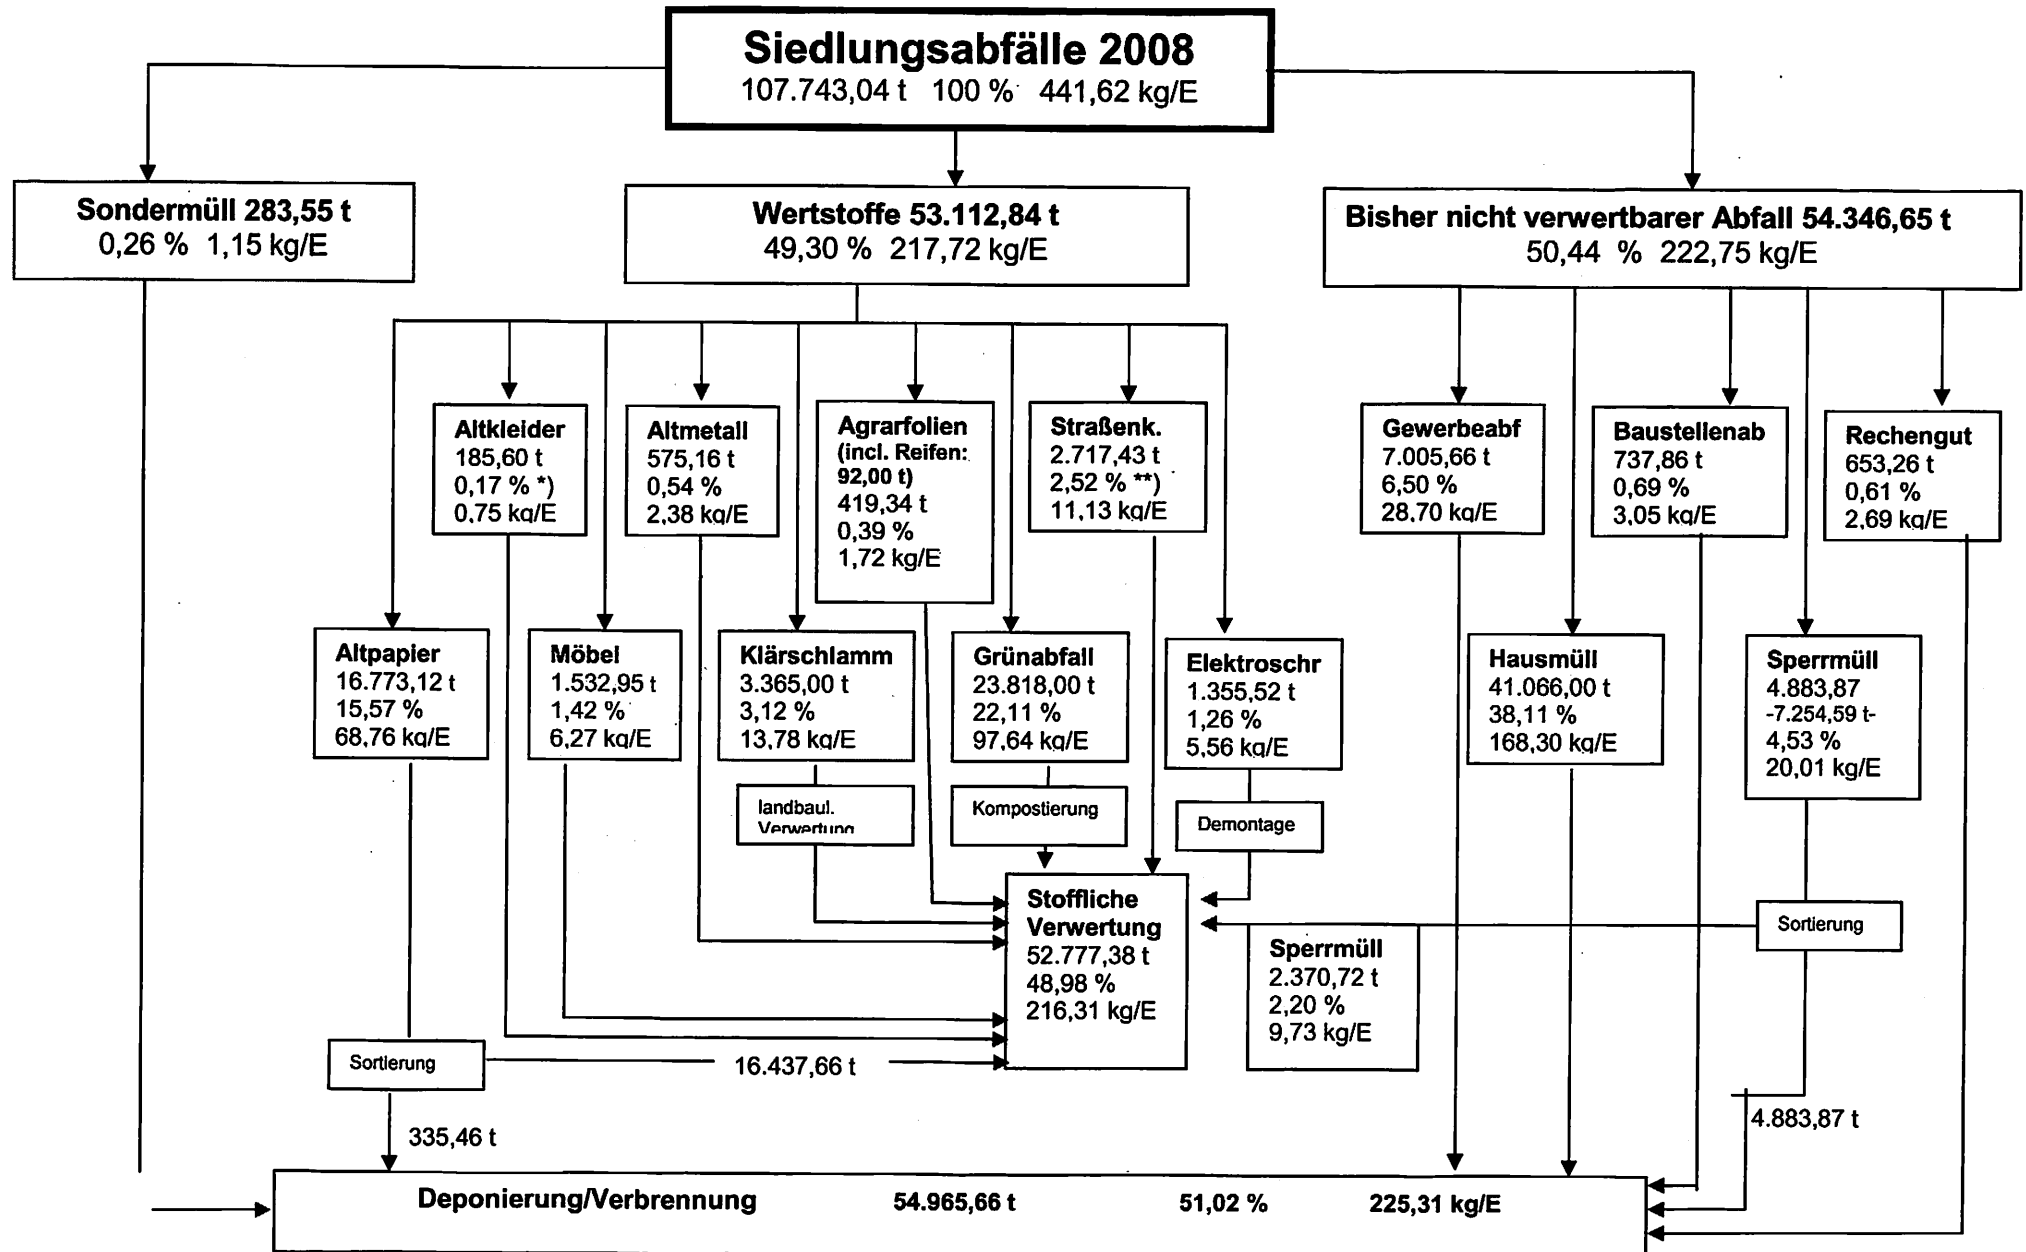 Siedlungsabfälle 2008
107.743,04 t 100 % 441,62 kg/E
Sondermüll 283,55 t
0,26 % 1,15 kg/E
Wertstoffe 53.112,84 t
49,30 % 217,72 kg/E
Bisher nicht verwertbarer Abfall 54.346,65 t
50,44 % 222,75 kg/E
Altkleider
185,60 t
0,17 % *)
0,75 kg/E
Altmetall
575,16 t
0,54 %
2,38 kg/E
Agrarfolien
(incl. Reifen:
92,00 t)
419,34 t
0,39 %
1,72 kg/E
Straßenk.
2.717,43 t
2,52 % **)
11,13 kg/E
Gewerbeabf
7.005,66 t
6,50 %
28,70 kg/E
Baustellenab
737,86 t
0,69 %
3,05 kg/E
Rechengut
653,26 t
0,61 %
2,69 kg/E
Altpapier
16.773,12 t
15,57 %
68,76 kg/E
Möbel
1.532,95 t
1,42 %
6,27 kg/E
Klärschlamm
3.365,00 t
3,12 %
13,78 kg/E
Grünabfall
23.818,00 t
22,11 %
97,64 kg/E
Elektroschr
1.355,52 t
1,26 %
5,56 kg/E
Hausmüll
41.066,00 t
38,11 %
168,30 kg/E
Sperrmüll
4.883,87
-7.254,59 t-
4,53 %
20,01 kg/E
landbaul.
Verwertung
Kompostierung
Demontage
Stoffliche
Verwertung
52.777,38 t
48,98 %
216,31 kg/E
Sperrmüll
2.370,72 t
2,20 %
9,73 kg/E
Sortierung
Sortierung
16.437,66 t
335,46 t
4.883,87 t
Deponierung/Verbrennung 54.965,66 t 51,02 % 225,31 kg/E